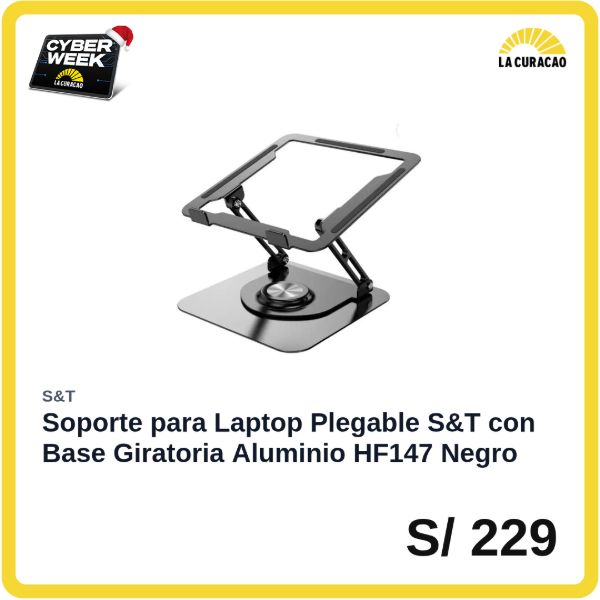 CYBER
WEEK
LA CURACAO
LA CURACAO
S&T
Soporte para Laptop Plegable S&T con
Base Giratoria Aluminio HF147 Negro
S/ 229